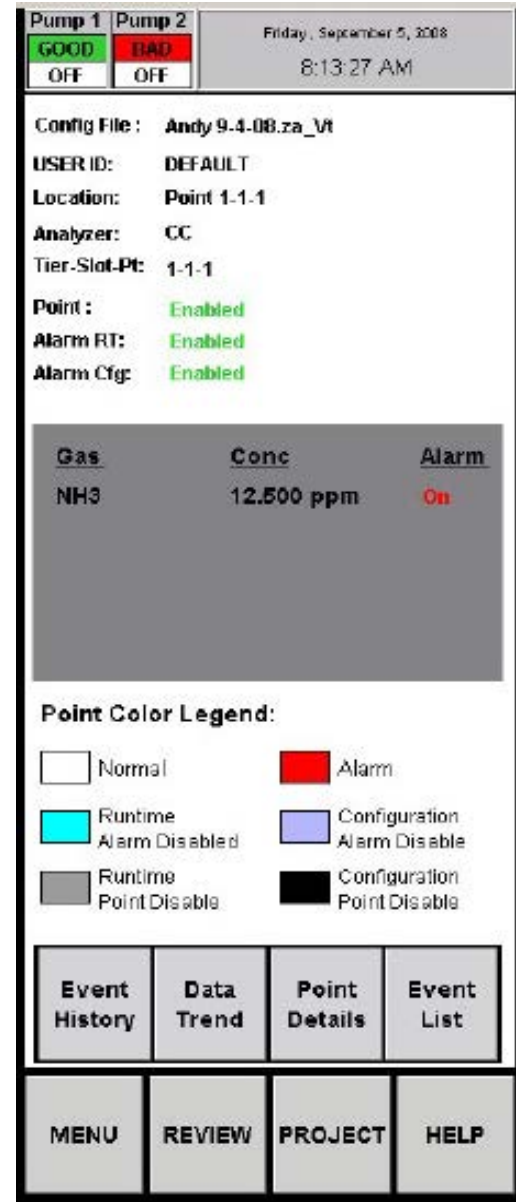 Pump 1 Pump 2
GOOD BAD
OFF OFF
Friday, September 5, 2008
8:13:27 AM
Config File : Andy 9-4-08.za_Vt
USER ID: DEFAULT
Location: Point 1-1-1
Analyzer: CC
Tier-Slot-Pt: 1-1-1
Point : Enabled
Alarm RT: Enabled
Alarm Cfg: Enabled
Gas Conc Alarm
NH3 12.500 ppm On
Point Color Legend:
Normal
Alarm
Runtime
Alarm Disabled
Configuration
Alarm Disable
Runtime
Point Disable
Configuration
Point Disable
Event
History
Data
Trend
Point
Details
Event
List
MENU REVIEW PROJECT HELP